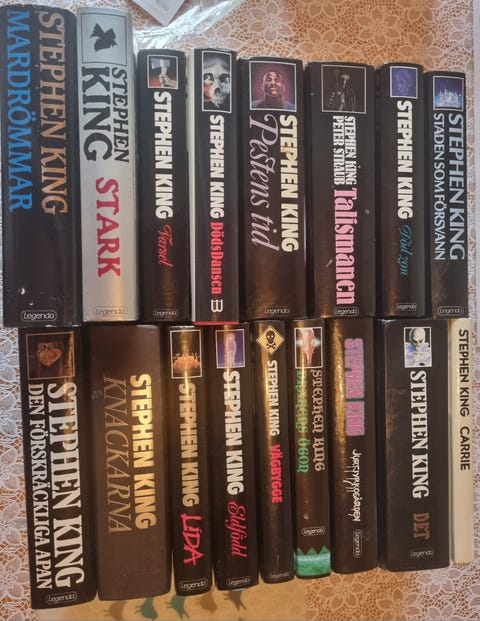 STEPHEN KING
MARDRÖMMAR
Legenda
STEPHEN
KING
STARK
Legenda
STEPHEN KING Varsel
Legenda
STEPHEN KING DödsDansen
STEPHEN KING
Pestens tid
Legenda
STEPHEN KING
PETER STRAUB
Talismanen
Legenda
STEPHEN KING Död zon
Legenda
STEPHEN KING
STADEN SOM FÖRSVANN
Legenda
STEPHEN KING
DEN FÖRSKRÄCKLIGA APAN
Legenda
STEPHEN KING
KNACKARNA
STEPHEN KING LIDA
Legenda
STEPHEN KING Eldfödd
Legenda
STEPHEN KING VÄGBYGGE
Legenda
STEPHEN KING
DRAKENS ÖGON
Legenda
STEPHEN KING
JURTJYRKOGÅRDEN
Legenda
STEPHEN KING DET
Legenda
STEPHEN KING CARRIE
Legenda